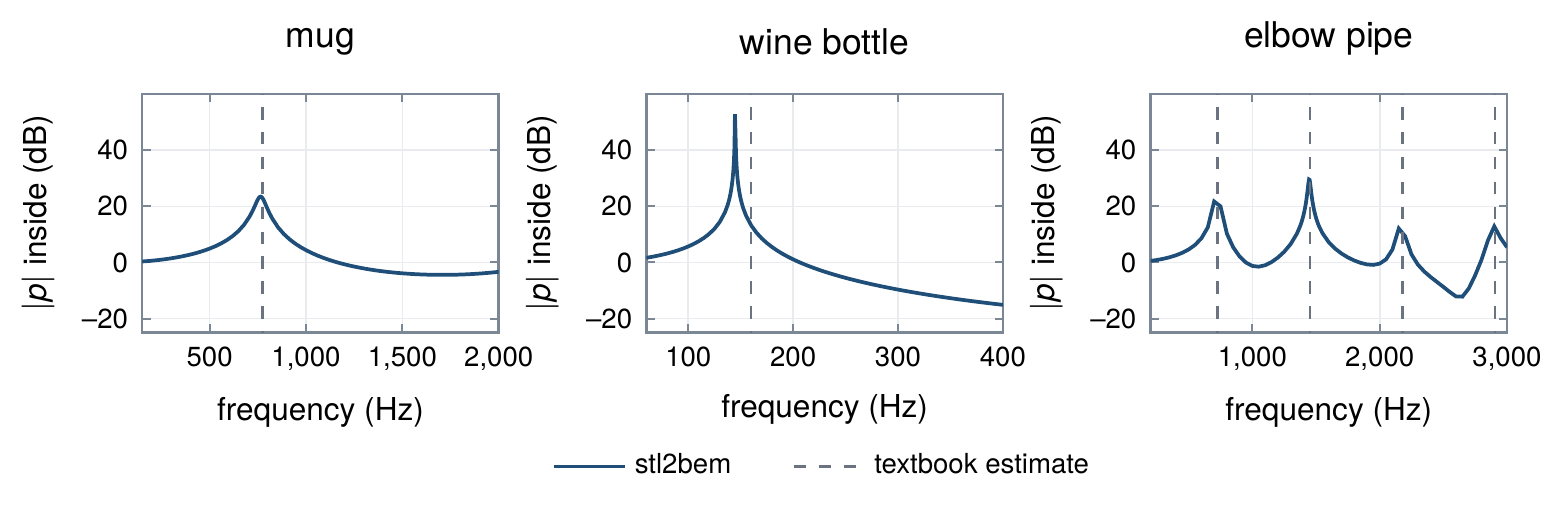 mug
wine bottle
elbow pipe
|p| inside (dB)
40
20
0
−20
500 1,000 1,500 2,000
frequency (Hz)
|p| inside (dB)
40
20
0
−20
100 200 300 400
frequency (Hz)
|p| inside (dB)
40
20
0
−20
1,000 2,000 3,000
frequency (Hz)
stl2bem textbook estimate